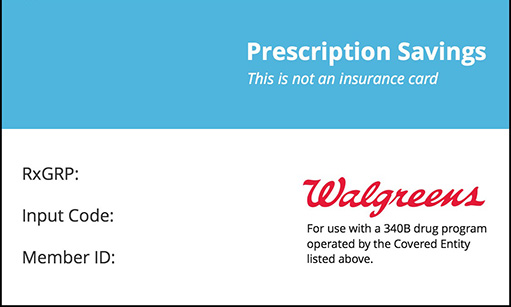 Prescription Savings
This is not an insurance card
RxGRP:
Input Code:
Member ID:
Walgreens
For use with a 340B drug program
operated by the Covered Entity
listed above.